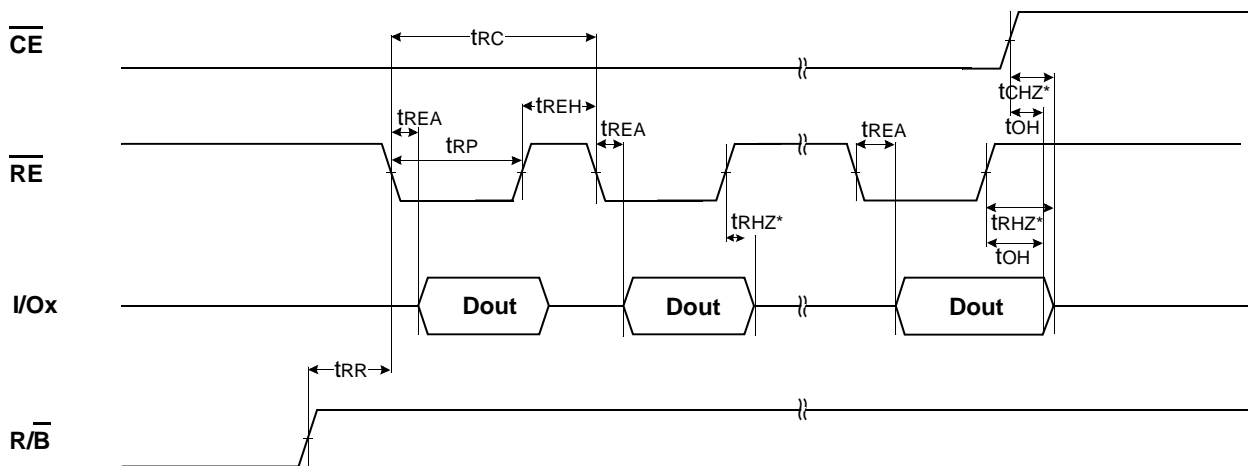 CE
tRC
tCHZ*
tREH
tOH
tREA
tREA
tREA
tRP
RE
tRHZ*
tRHZ*
tOH
I/Ox
Dout
Dout
Dout
tRR
R/B